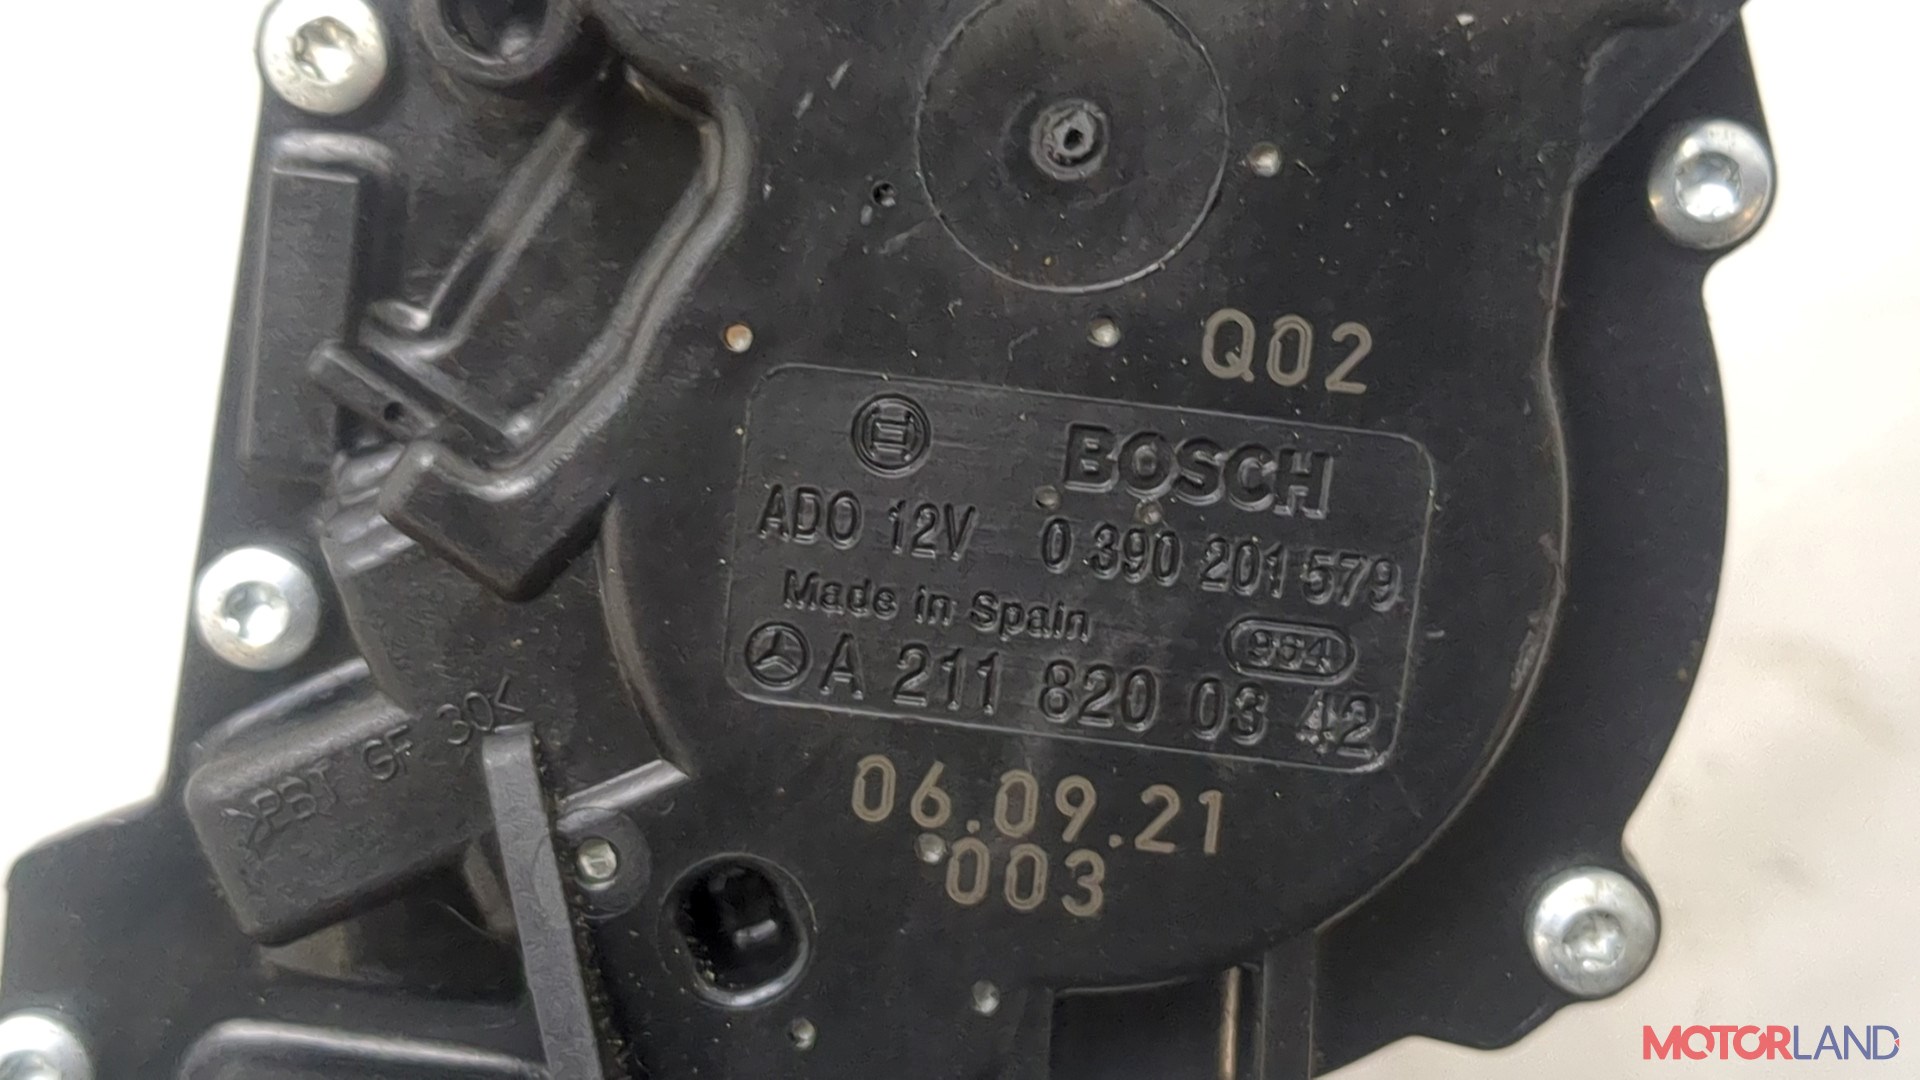 Q02
BOSCH
ADO 12V 0 390 201 579
Made in Spain
964
A 211 820 03 42
>PBT GF 30<
06.09.21
003
MOTORLAND